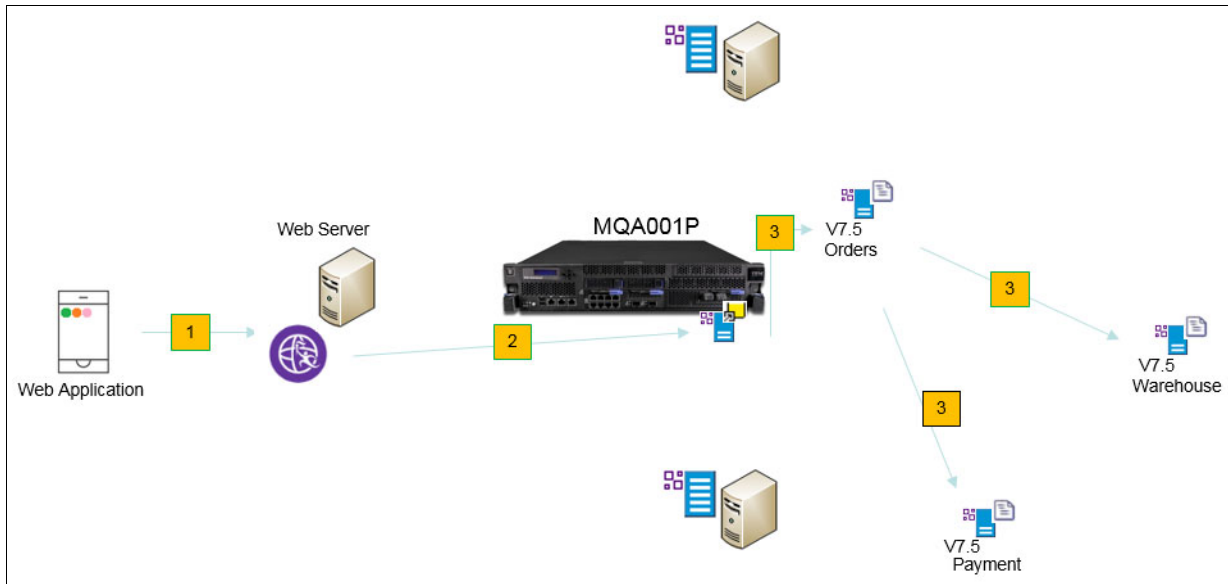 MQA001P
Web Server
3
V7.5
Orders
1
2
3
3
V7.5
Warehouse
Web Application
V7.5
Payment